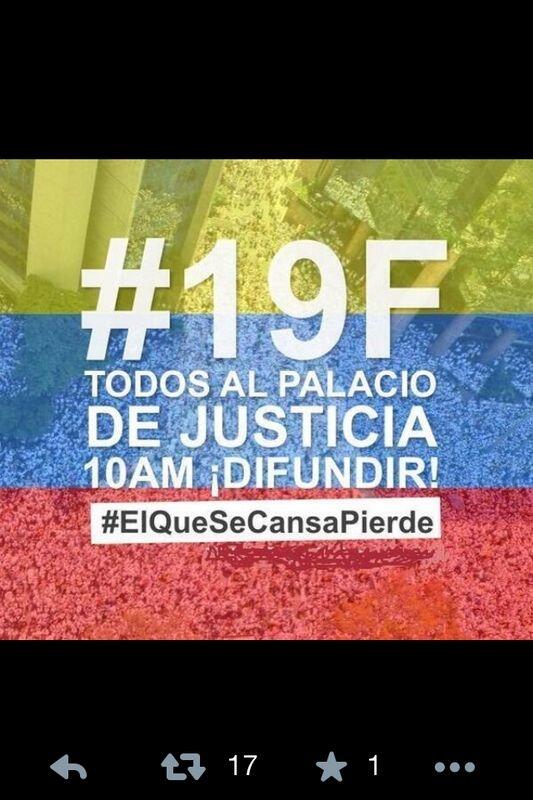 #19F
TODOS AL PALACIO
DE JUSTICIA
10AM ¡DIFUNDIR!
#ElQueSeCansaPierde
17 1